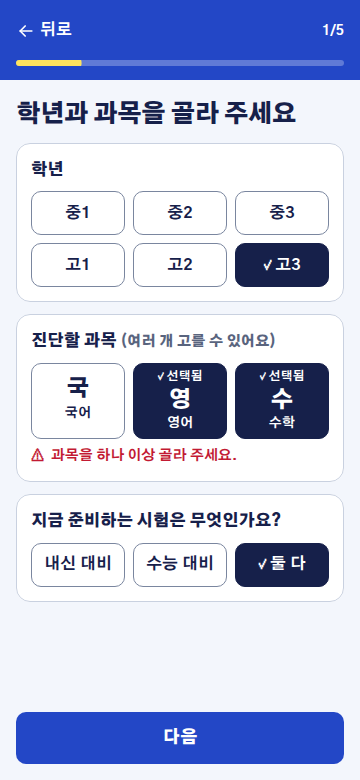 ← 뒤로
1/5
학년과 과목을 골라 주세요
학년
중1 중2 중3
고1 고2 ✓고3
진단할 과목 (여러 개 고를 수 있어요)
✓선택됨 ✓선택됨
국 영 수
국어 영어 수학
⚠ 과목을 하나 이상 골라 주세요.
지금 준비하는 시험은 무엇인가요?
내신 대비 수능 대비 ✓둘 다
다음